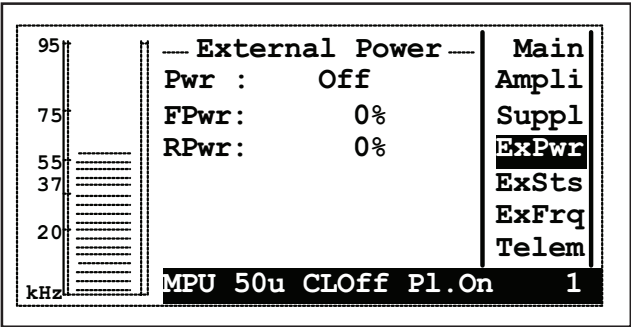 95
75
55
37
20
kHz
External Power
Pwr : Off
FPwr: 0%
RPwr: 0%
Main
Ampli
Suppl
ExPwr
ExSts
ExFrq
Telem
MPU 50u CLOff Pl.On 1